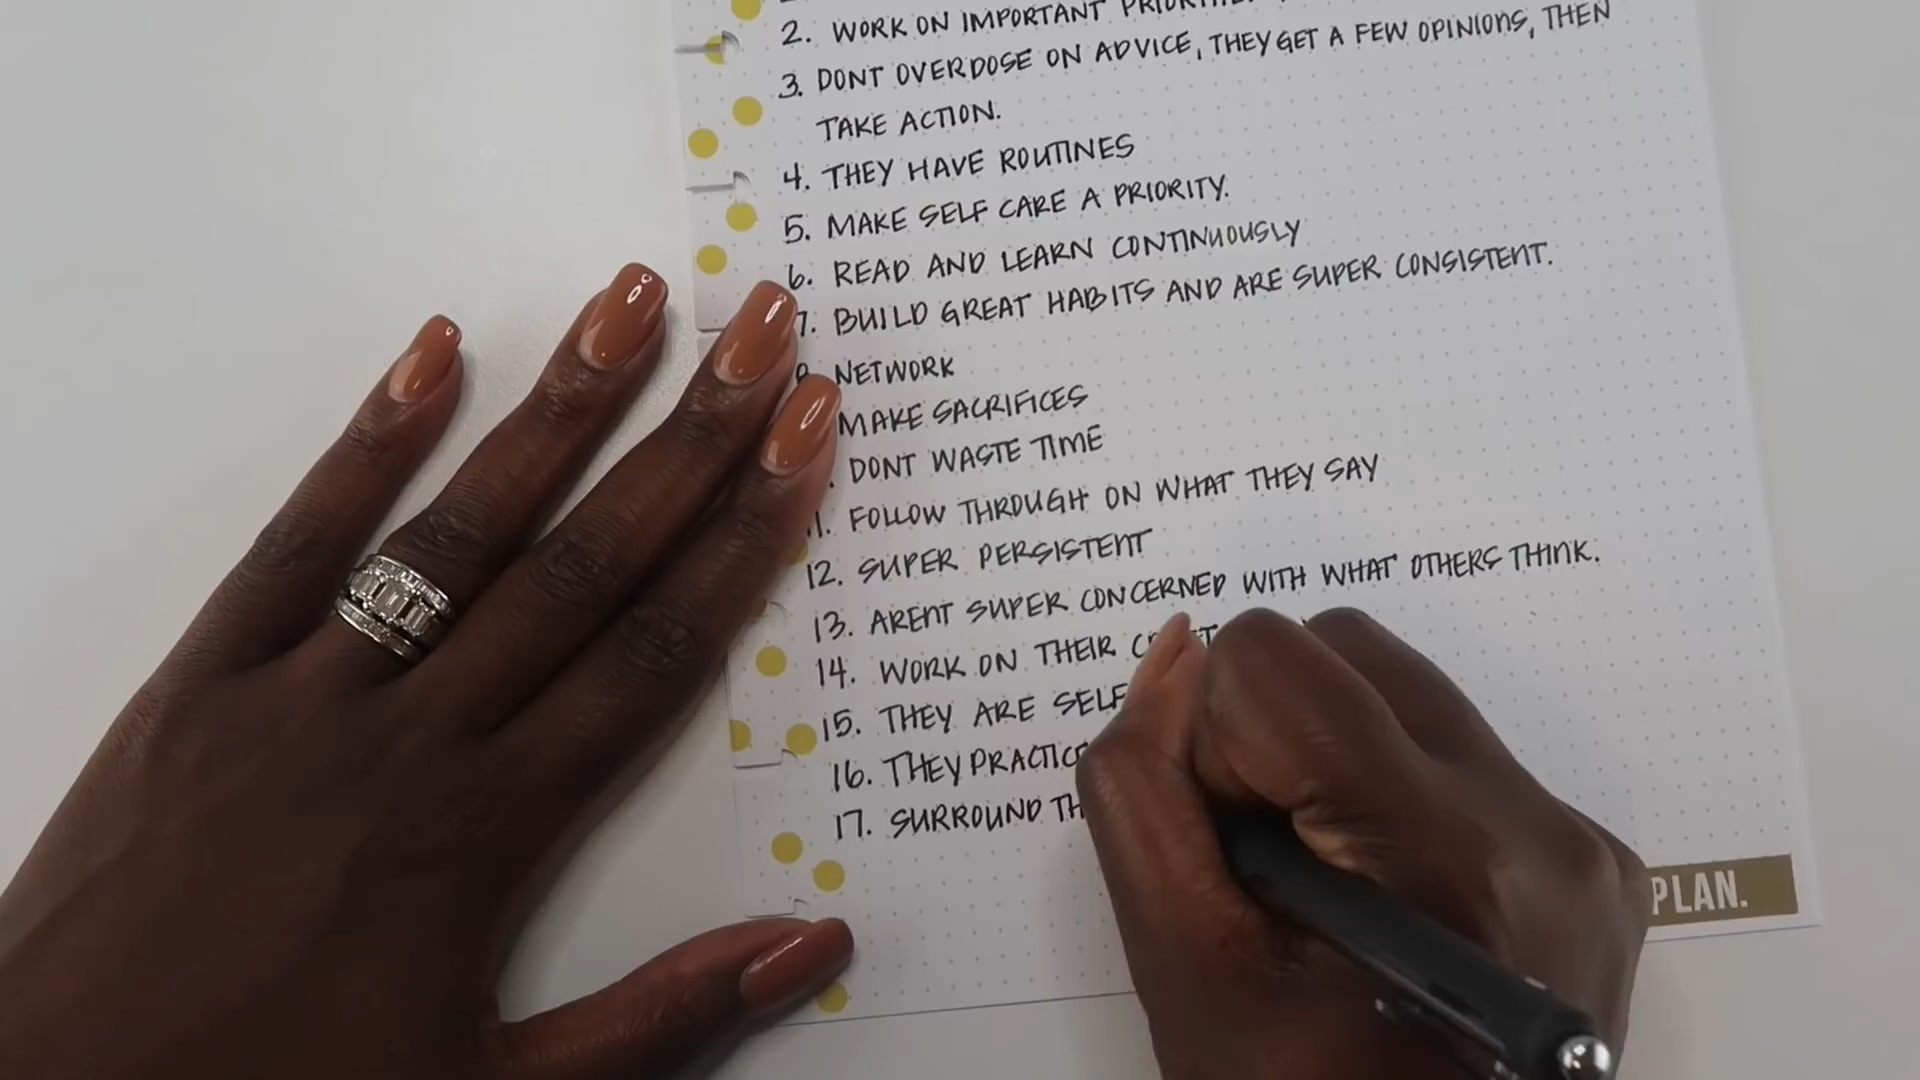 2. WORK ON IMPORTANT
3. DONT OVERDOSE ON ADVICE, THEY GET A FEW OPINIONS, THEN
TAKE ACTION.
4. THEY HAVE ROUTINES
5. MAKE SELF CARE A PRIORITY.
6. READ AND LEARN CONTINUOUSLY
7. BUILD GREAT HABITS AND ARE SUPER CONSISTENT.
NETWORK
MAKE SACRIFICES
DONT WASTE TIME
11. FOLLOW THROUGH ON WHAT THEY SAY
12. SUPER PERSISTENT
13. ARENT SUPER CONCERNED WITH WHAT OTHERS THINK.
14. WORK ON THEIR
15. THEY ARE SELF
16. THEY
17. SURROUND
PLAN.